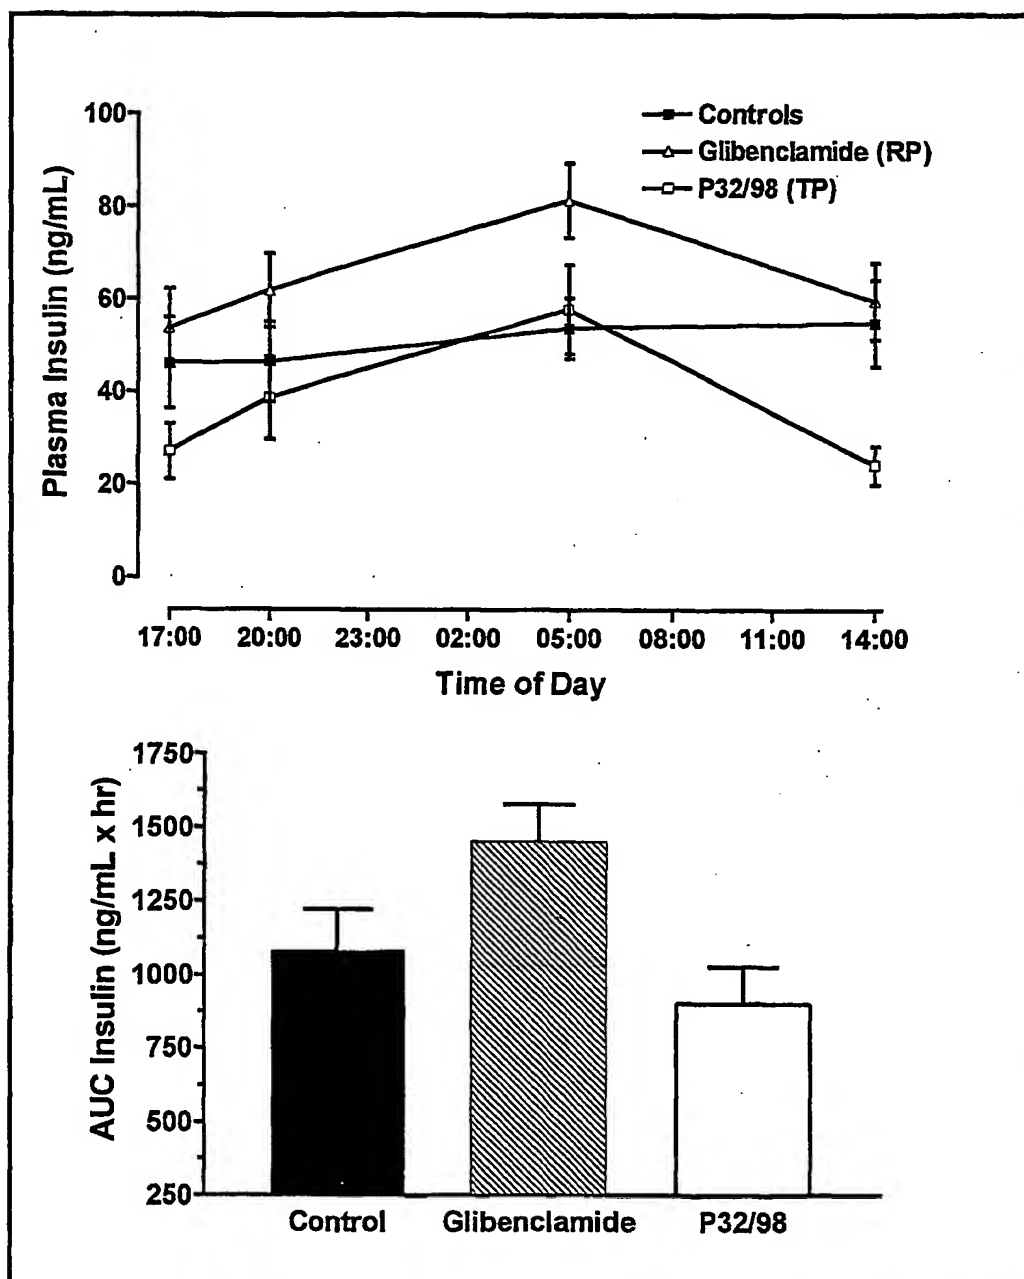 100
80
60
40
20
0
Plasma Insulin (ng/mL)
Controls
Glibenclamide (RP)
P32/98 (TP)
17:00 20:00 23:00 02:00 05:00 08:00 11:00 14:00
Time of Day
1750
1500
1250
1000
750
500
250
AUC Insulin (ng/mL x hr)
Control Glibenclamide P32/98